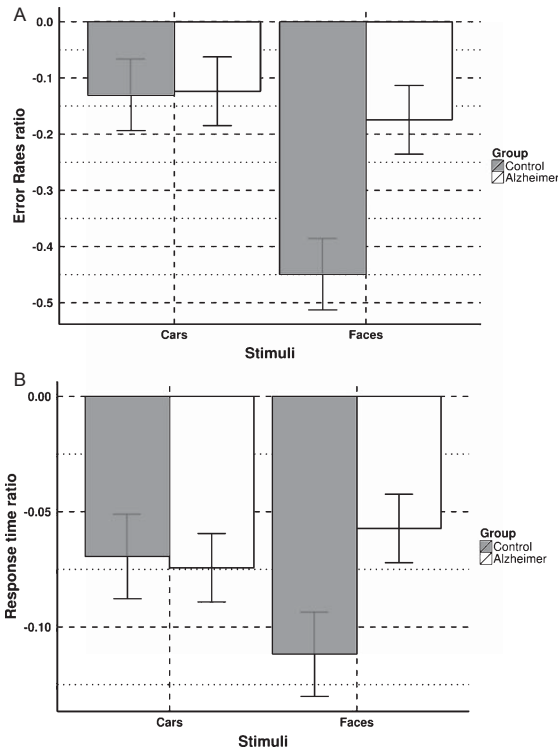 A
0.0
-0.1
-0.2
-0.3
-0.4
-0.5
Error Rates ratio
Cars Faces
Stimuli
Group
Control
Alzheimer
B
0.00
-0.05
-0.10
Response time ratio
Cars Faces
Stimuli
Group
Control
Alzheimer